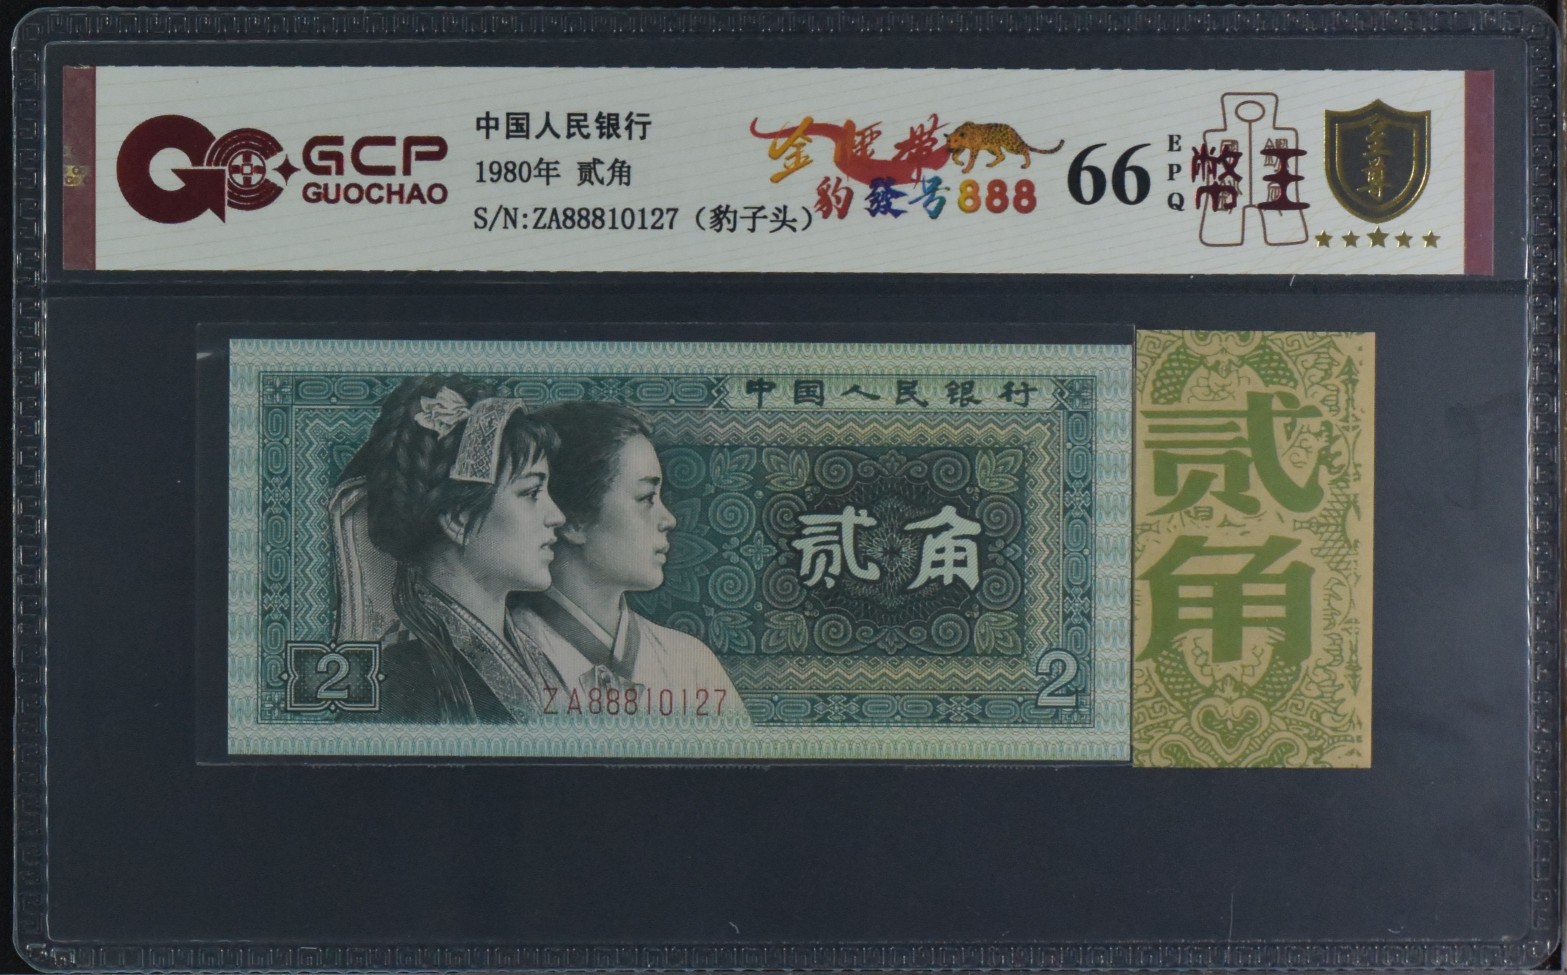 GCP
GUOCHAO
中国人民银行
1980年 贰角
S/N:ZA88810127（豹子头）
金腰带
豹發号888
66
EPQ
至尊
中国人民银行
贰角
2
ZA88810127
2
贰角